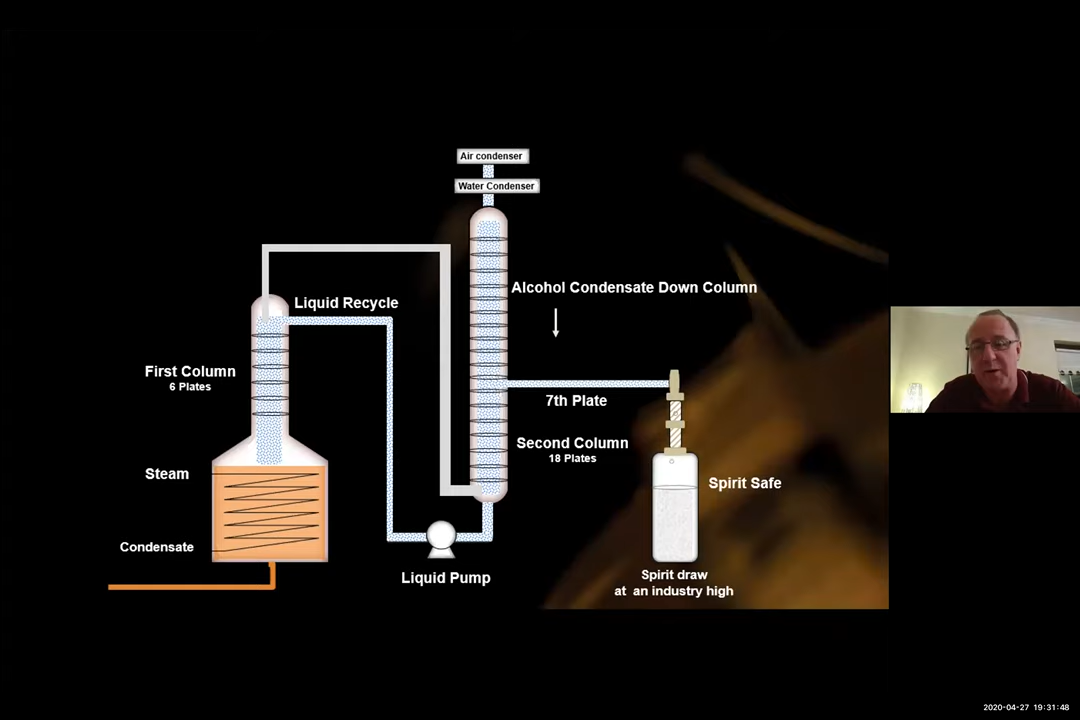 Air condenser
Water Condenser
Alcohol Condensate Down Column
Liquid Recycle
First Column
6 Plates
7th Plate
Second Column
18 Plates
Steam
Spirit Safe
Condensate
Liquid Pump
Spirit draw
at an industry high
2020-04-27 19:31:48